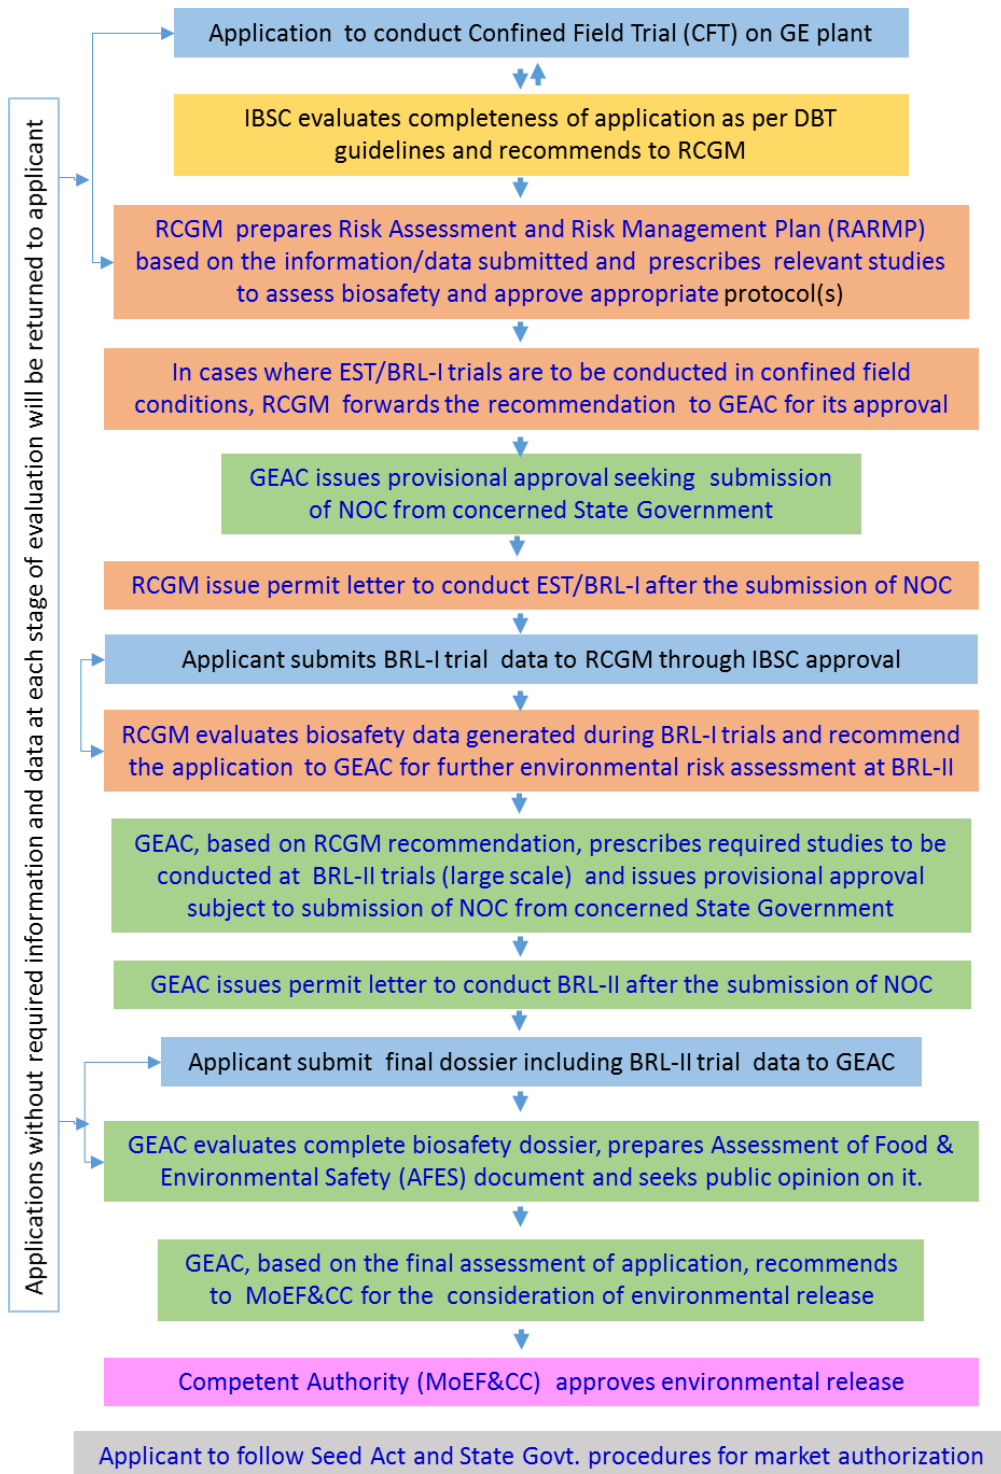 Applications without required information and data at each stage of evaluation will be returned to applicant
Application to conduct Confined Field Trial (CFT) on GE plant
IBSC evaluates completeness of application as per DBT
guidelines and recommends to RCGM
RCGM prepares Risk Assessment and Risk Management Plan (RARMP)
based on the information/data submitted and prescribes relevant studies
to assess biosafety and approve appropriate protocol(s)
In cases where EST/BRL-I trials are to be conducted in confined field
conditions, RCGM forwards the recommendation to GEAC for its approval
GEAC issues provisional approval seeking submission
of NOC from concerned State Government
RCGM issue permit letter to conduct EST/BRL-I after the submission of NOC
Applicant submits BRL-I trial data to RCGM through IBSC approval
RCGM evaluates biosafety data generated during BRL-I trials and recommend
the application to GEAC for further environmental risk assessment at BRL-II
GEAC, based on RCGM recommendation, prescribes required studies to be
conducted at BRL-II trials (large scale) and issues provisional approval
subject to submission of NOC from concerned State Government
GEAC issues permit letter to conduct BRL-II after the submission of NOC
Applicant submit final dossier including BRL-II trial data to GEAC
GEAC evaluates complete biosafety dossier, prepares Assessment of Food &
Environmental Safety (AFES) document and seeks public opinion on it.
GEAC, based on the final assessment of application, recommends
to MoEF&CC for the consideration of environmental release
Competent Authority (MoEF&CC) approves environmental release
Applicant to follow Seed Act and State Govt. procedures for market authorization